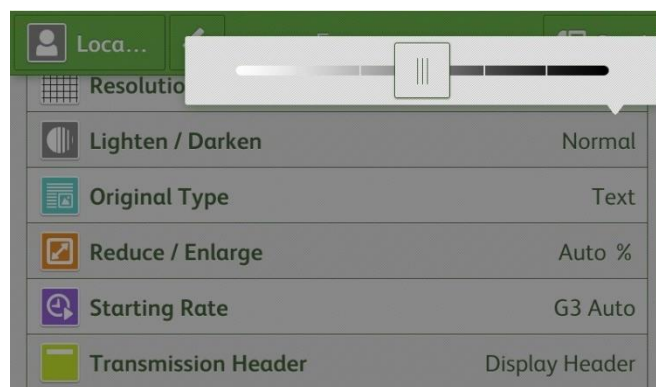 Loca...
Resolutio
Lighten / Darken Normal
Original Type Text
Reduce / Enlarge Auto %
Starting Rate G3 Auto
Transmission Header Display Header